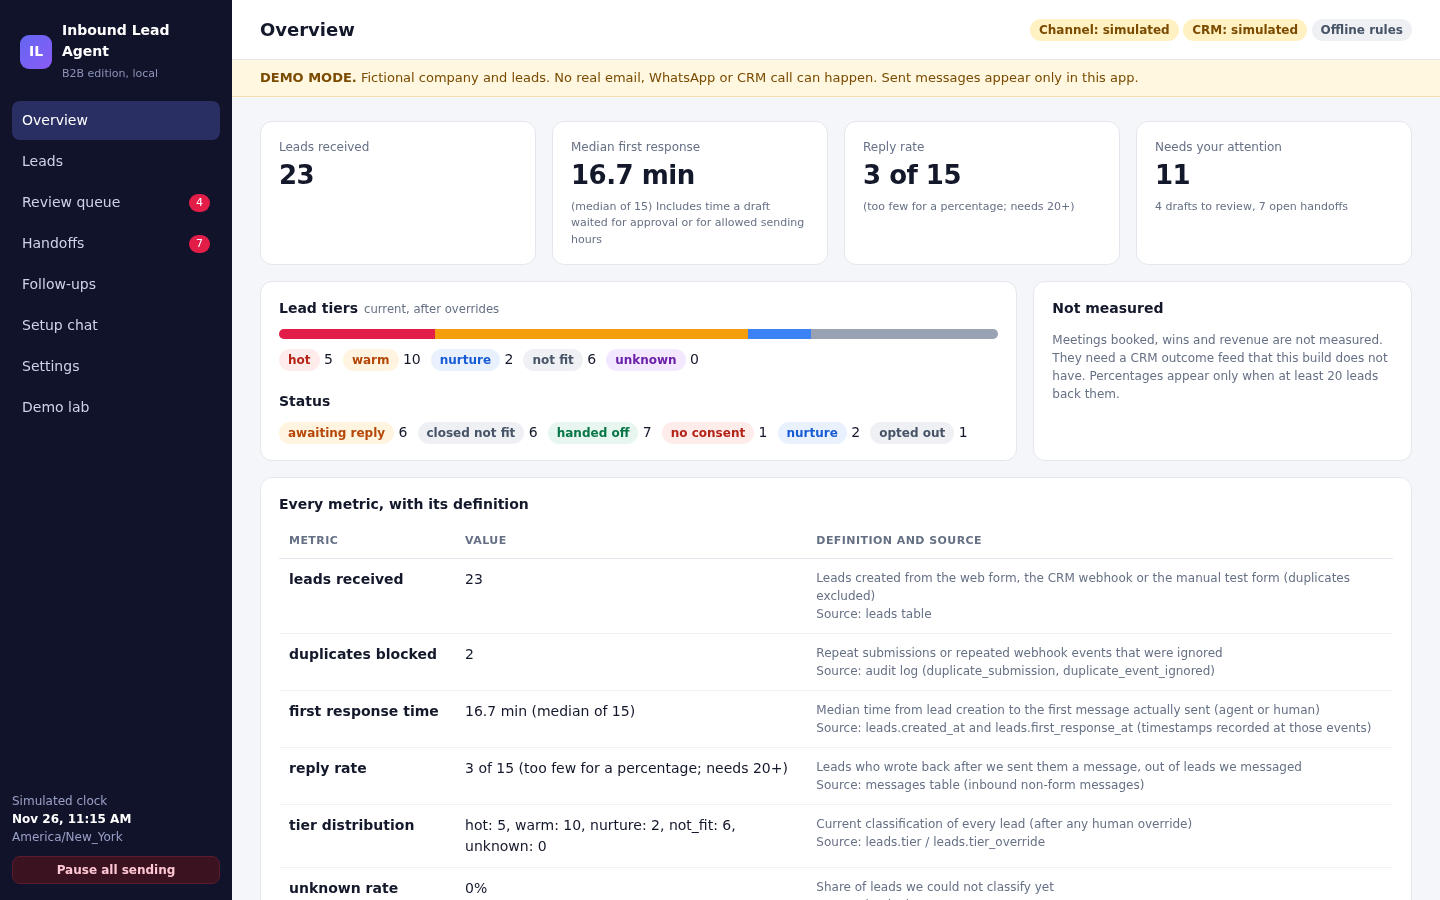 IL
Inbound Lead
Agent
B2B edition, local
Overview
Leads
Review queue 4
Handoffs 7
Follow-ups
Setup chat
Settings
Demo lab
Simulated clock
Nov 26, 11:15 AM
America/New_York
Pause all sending
Overview
Channel: simulated CRM: simulated Offline rules
DEMO MODE. Fictional company and leads. No real email, WhatsApp or CRM call can happen. Sent messages appear only in this app.
Leads received
23
Median first response
16.7 min
(median of 15) Includes time a draft
waited for approval or for allowed sending
hours
Reply rate
3 of 15
(too few for a percentage; needs 20+)
Needs your attention
11
4 drafts to review, 7 open handoffs
Lead tiers current, after overrides
hot 5 warm 10 nurture 2 not fit 6 unknown 0
Status
awaiting reply 6 closed not fit 6 handed off 7 no consent 1 nurture 2 opted out 1
Not measured
Meetings booked, wins and revenue are not measured.
They need a CRM outcome feed that this build does not
have. Percentages appear only when at least 20 leads
back them.
Every metric, with its definition
METRIC VALUE DEFINITION AND SOURCE
leads received 23 Leads created from the web form, the CRM webhook or the manual test form (duplicates
excluded)
Source: leads table
duplicates blocked 2 Repeat submissions or repeated webhook events that were ignored
Source: audit log (duplicate_submission, duplicate_event_ignored)
first response time 16.7 min (median of 15) Median time from lead creation to the first message actually sent (agent or human)
Source: leads.created_at and leads.first_response_at (timestamps recorded at those events)
reply rate 3 of 15 (too few for a percentage; needs 20+) Leads who wrote back after we sent them a message, out of leads we messaged
Source: messages table (inbound non-form messages)
tier distribution hot: 5, warm: 10, nurture: 2, not_fit: 6, Current classification of every lead (after any human override)
unknown: 0 Source: leads.tier / leads.tier_override
unknown rate 0% Share of leads we could not classify yet